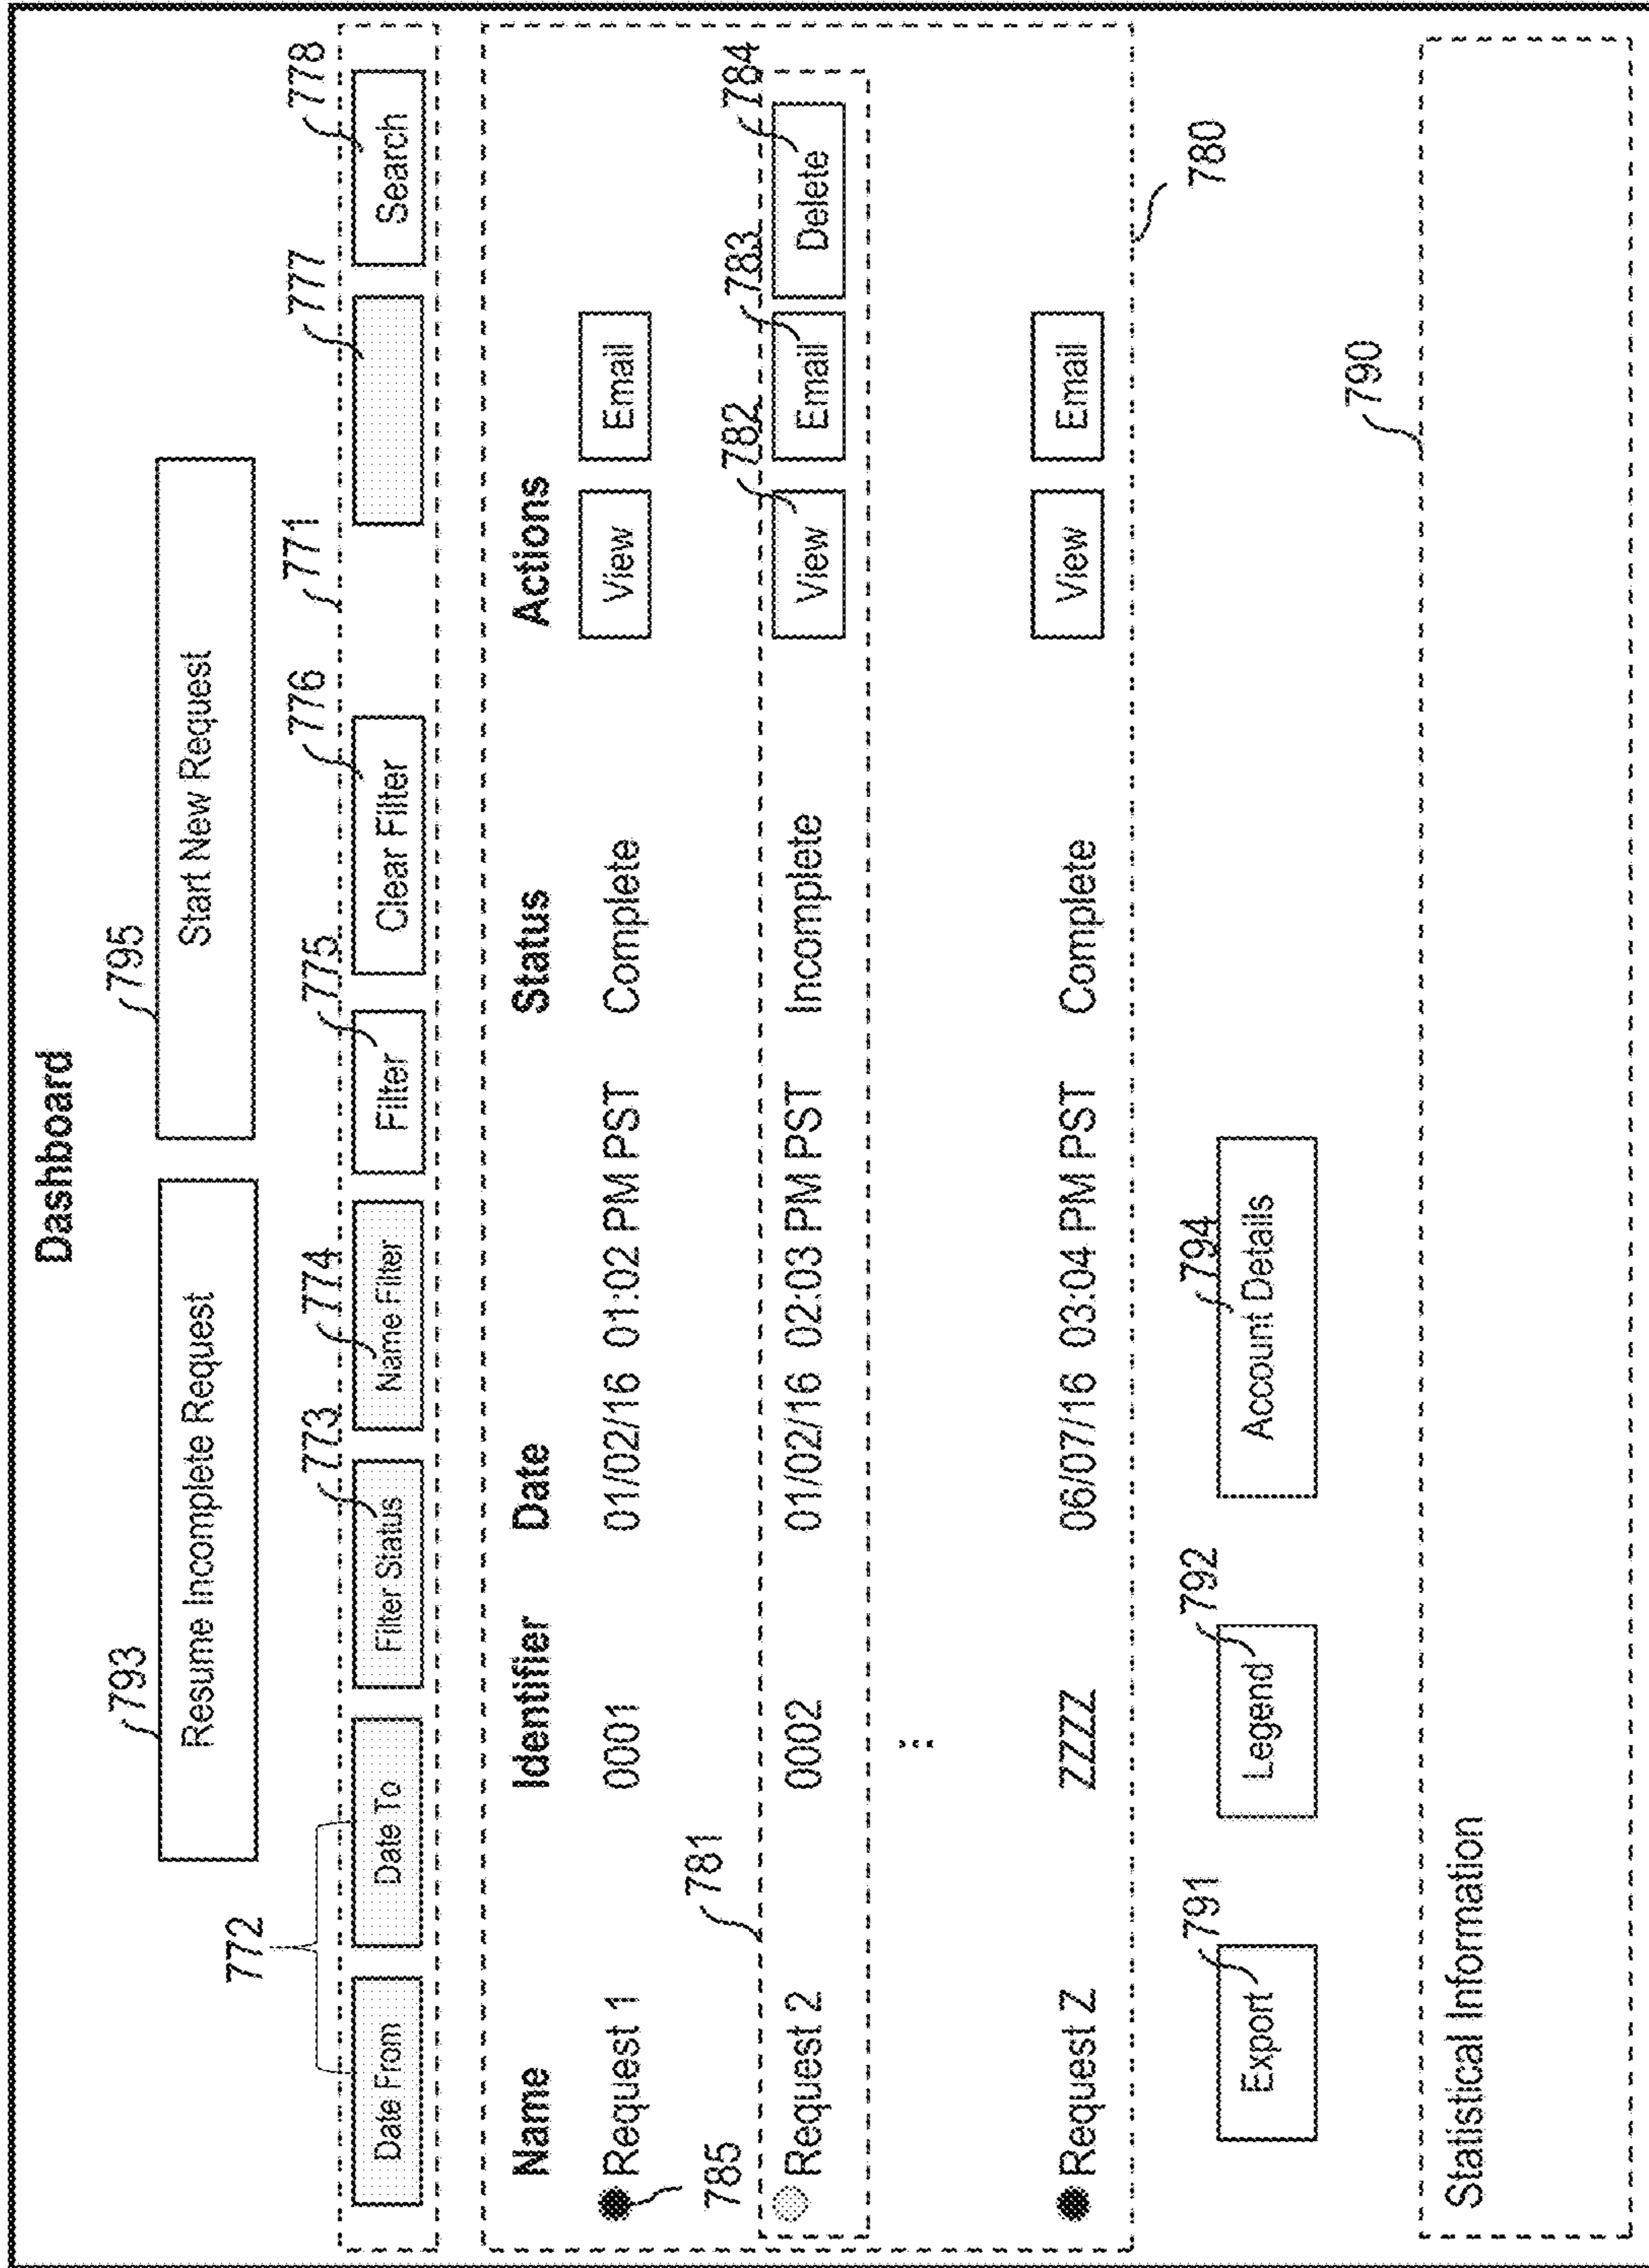 Dashboard
793
795
Resume Incomplete Request
Start New Request
772
773
774
775
776
771
777
778
Date From
Date To
Filter Status
Name Filter
Filter
Clear Filter
Search
Name
Identifier
Date
Status
Actions
Request 1
0001
01/02/16 01:02 PM PST
Complete
View
Email
785
781
782
783
784
Request 2
0002
01/02/16 02:03 PM PST
Incomplete
View
Email
Delete
Request Z
ZZZZ
06/07/16 03:04 PM PST
Complete
View
Email
780
791
792
794
Export
Legend
Account Details
790
Statistical Information